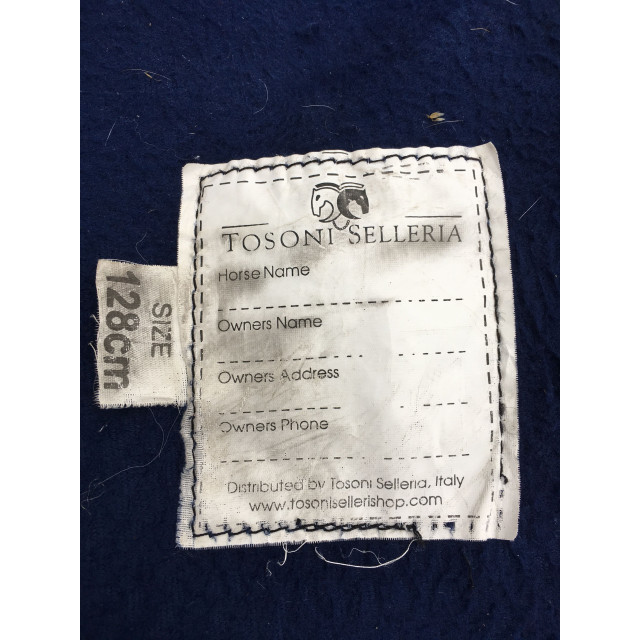 TOSONI SELLERIA
Horse Name
Owners Name
Owners Address
Owners Phone
Distributed by Tosoni Selleria, Italy
www.tosonisellerishop.com
SIZE
128cm